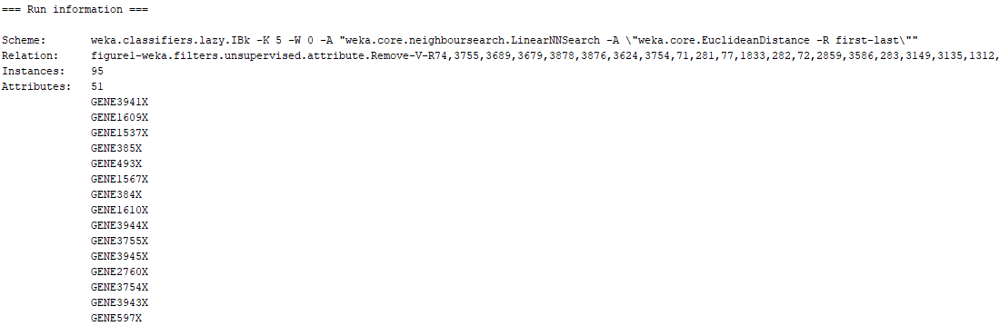 === Run information ===
Scheme: weka.classifiers.lazy.IBk -K 5 -W 0 -A "weka.core.neighboursearch.LinearNNSearch -A \"weka.core.EuclideanDistance -R first-last\""
Relation: figure1-weka.filters.unsupervised.attribute.Remove-V-R74,3755,3689,3679,3878,3876,3624,3754,71,281,77,1833,282,72,2859,3586,283,3149,3135,1312,
Instances: 95
Attributes: 51
GENE3941X
GENE1609X
GENE1537X
GENE385X
GENE493X
GENE1567X
GENE384X
GENE1610X
GENE3944X
GENE3755X
GENE3945X
GENE2760X
GENE3754X
GENE3943X
GENE597X